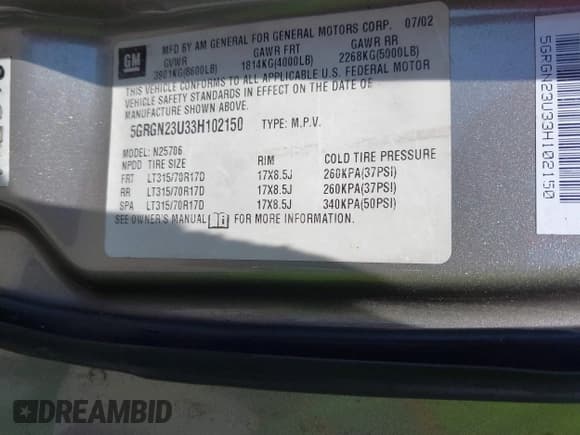 GM
MFD BY AM GENERAL FOR GENERAL MOTORS CORP. 07/02
GVWR GAWR FRT GAWR RR
3901KG(8600LB) 1814KG(4000LB) 2268KG(5000LB)
THIS VEHICLE CONFORMS TO ALL APPLICABLE U.S. FEDERAL MOTOR
VEHICLE SAFETY STANDARDS IN EFFECT ON THE DATE OF
MANUFACTURE SHOWN ABOVE.
5GRGN23U33H102150 TYPE: M.P.V.
MODEL: N25706
NPDD TIRE SIZE RIM COLD TIRE PRESSURE
FRT LT315/70R17D 17X8.5J 260KPA(37PSI)
RR LT315/70R17D 17X8.5J 260KPA(37PSI)
SPA LT315/70R17D 17X8.5J 340KPA(50PSI)
SEE OWNER'S MANUAL FOR MORE INFORMATION.
5GRGN23U33H102150
DREAMBID